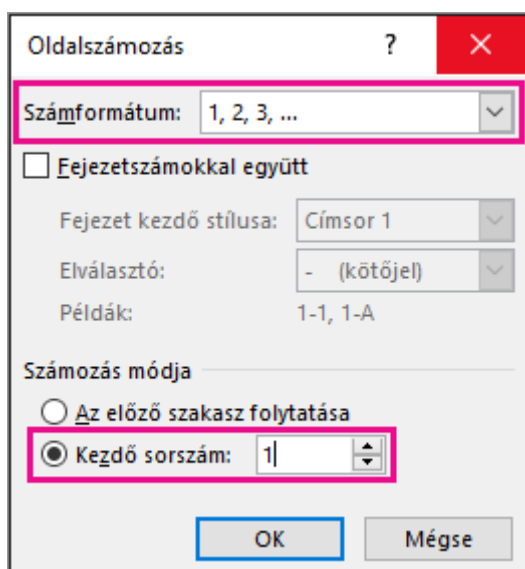 Oldalszámozás ?
Számformátum: 1, 2, 3, ...
Fejezetszámokkal együtt
Fejezet kezdő stílusa: Címsor 1
Elválasztó: - (kötőjel)
Példák: 1-1, 1-A
Számozás módja
Az előző szakasz folytatása
Kezdő sorszám: 1
OK Mégse